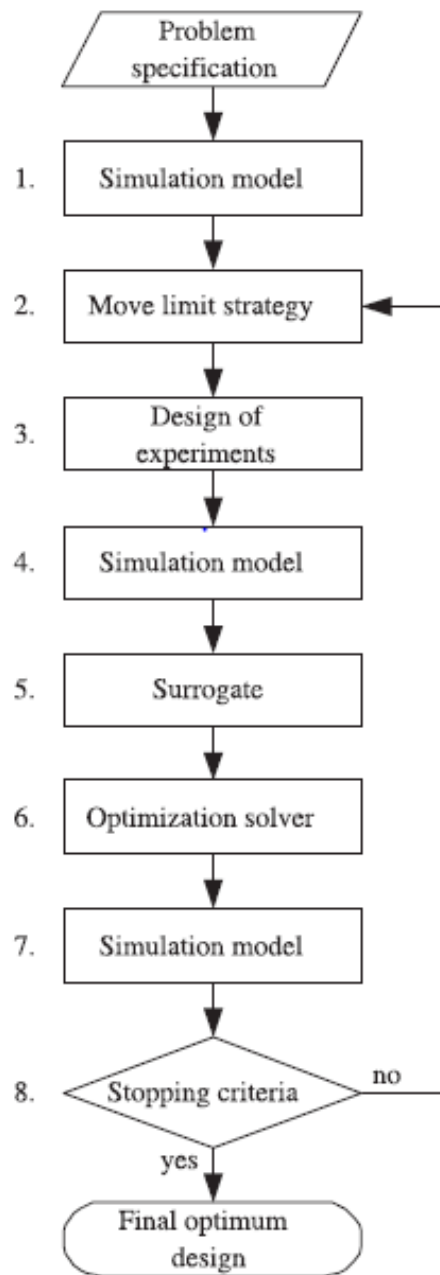 Problem
specification
1. Simulation model
2. Move limit strategy
3. Design of
experiments
4. Simulation model
5. Surrogate
6. Optimization solver
7. Simulation model
8. Stopping criteria
no
yes
Final optimum
design